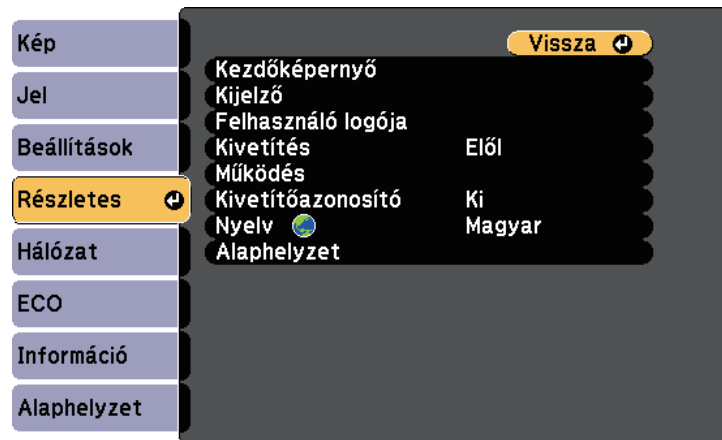 Kép
Jel
Beállítások
Részletes
Hálózat
ECO
Információ
Alaphelyzet
Vissza
Kezdőképernyő
Kijelző
Felhasználó logója
Kivetítés Elől
Működés
Kivetítőazonosító Ki
Nyelv Magyar
Alaphelyzet